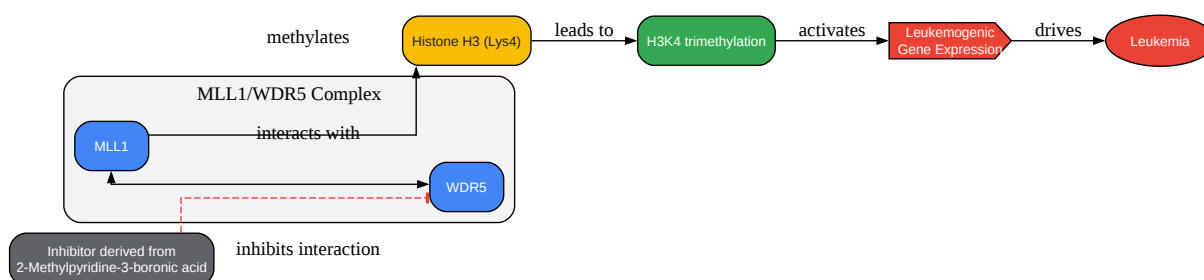 methylates
Histone H3 (Lys4)
leads to
H3K4 trimethylation
activates
Leukemogenic
Gene Expression
drives
Leukemia
MLL1/WDR5 Complex
interacts with
MLL1
WDR5
Inhibitor derived from
2-Methylpyridine-3-boronic acid
inhibits interaction